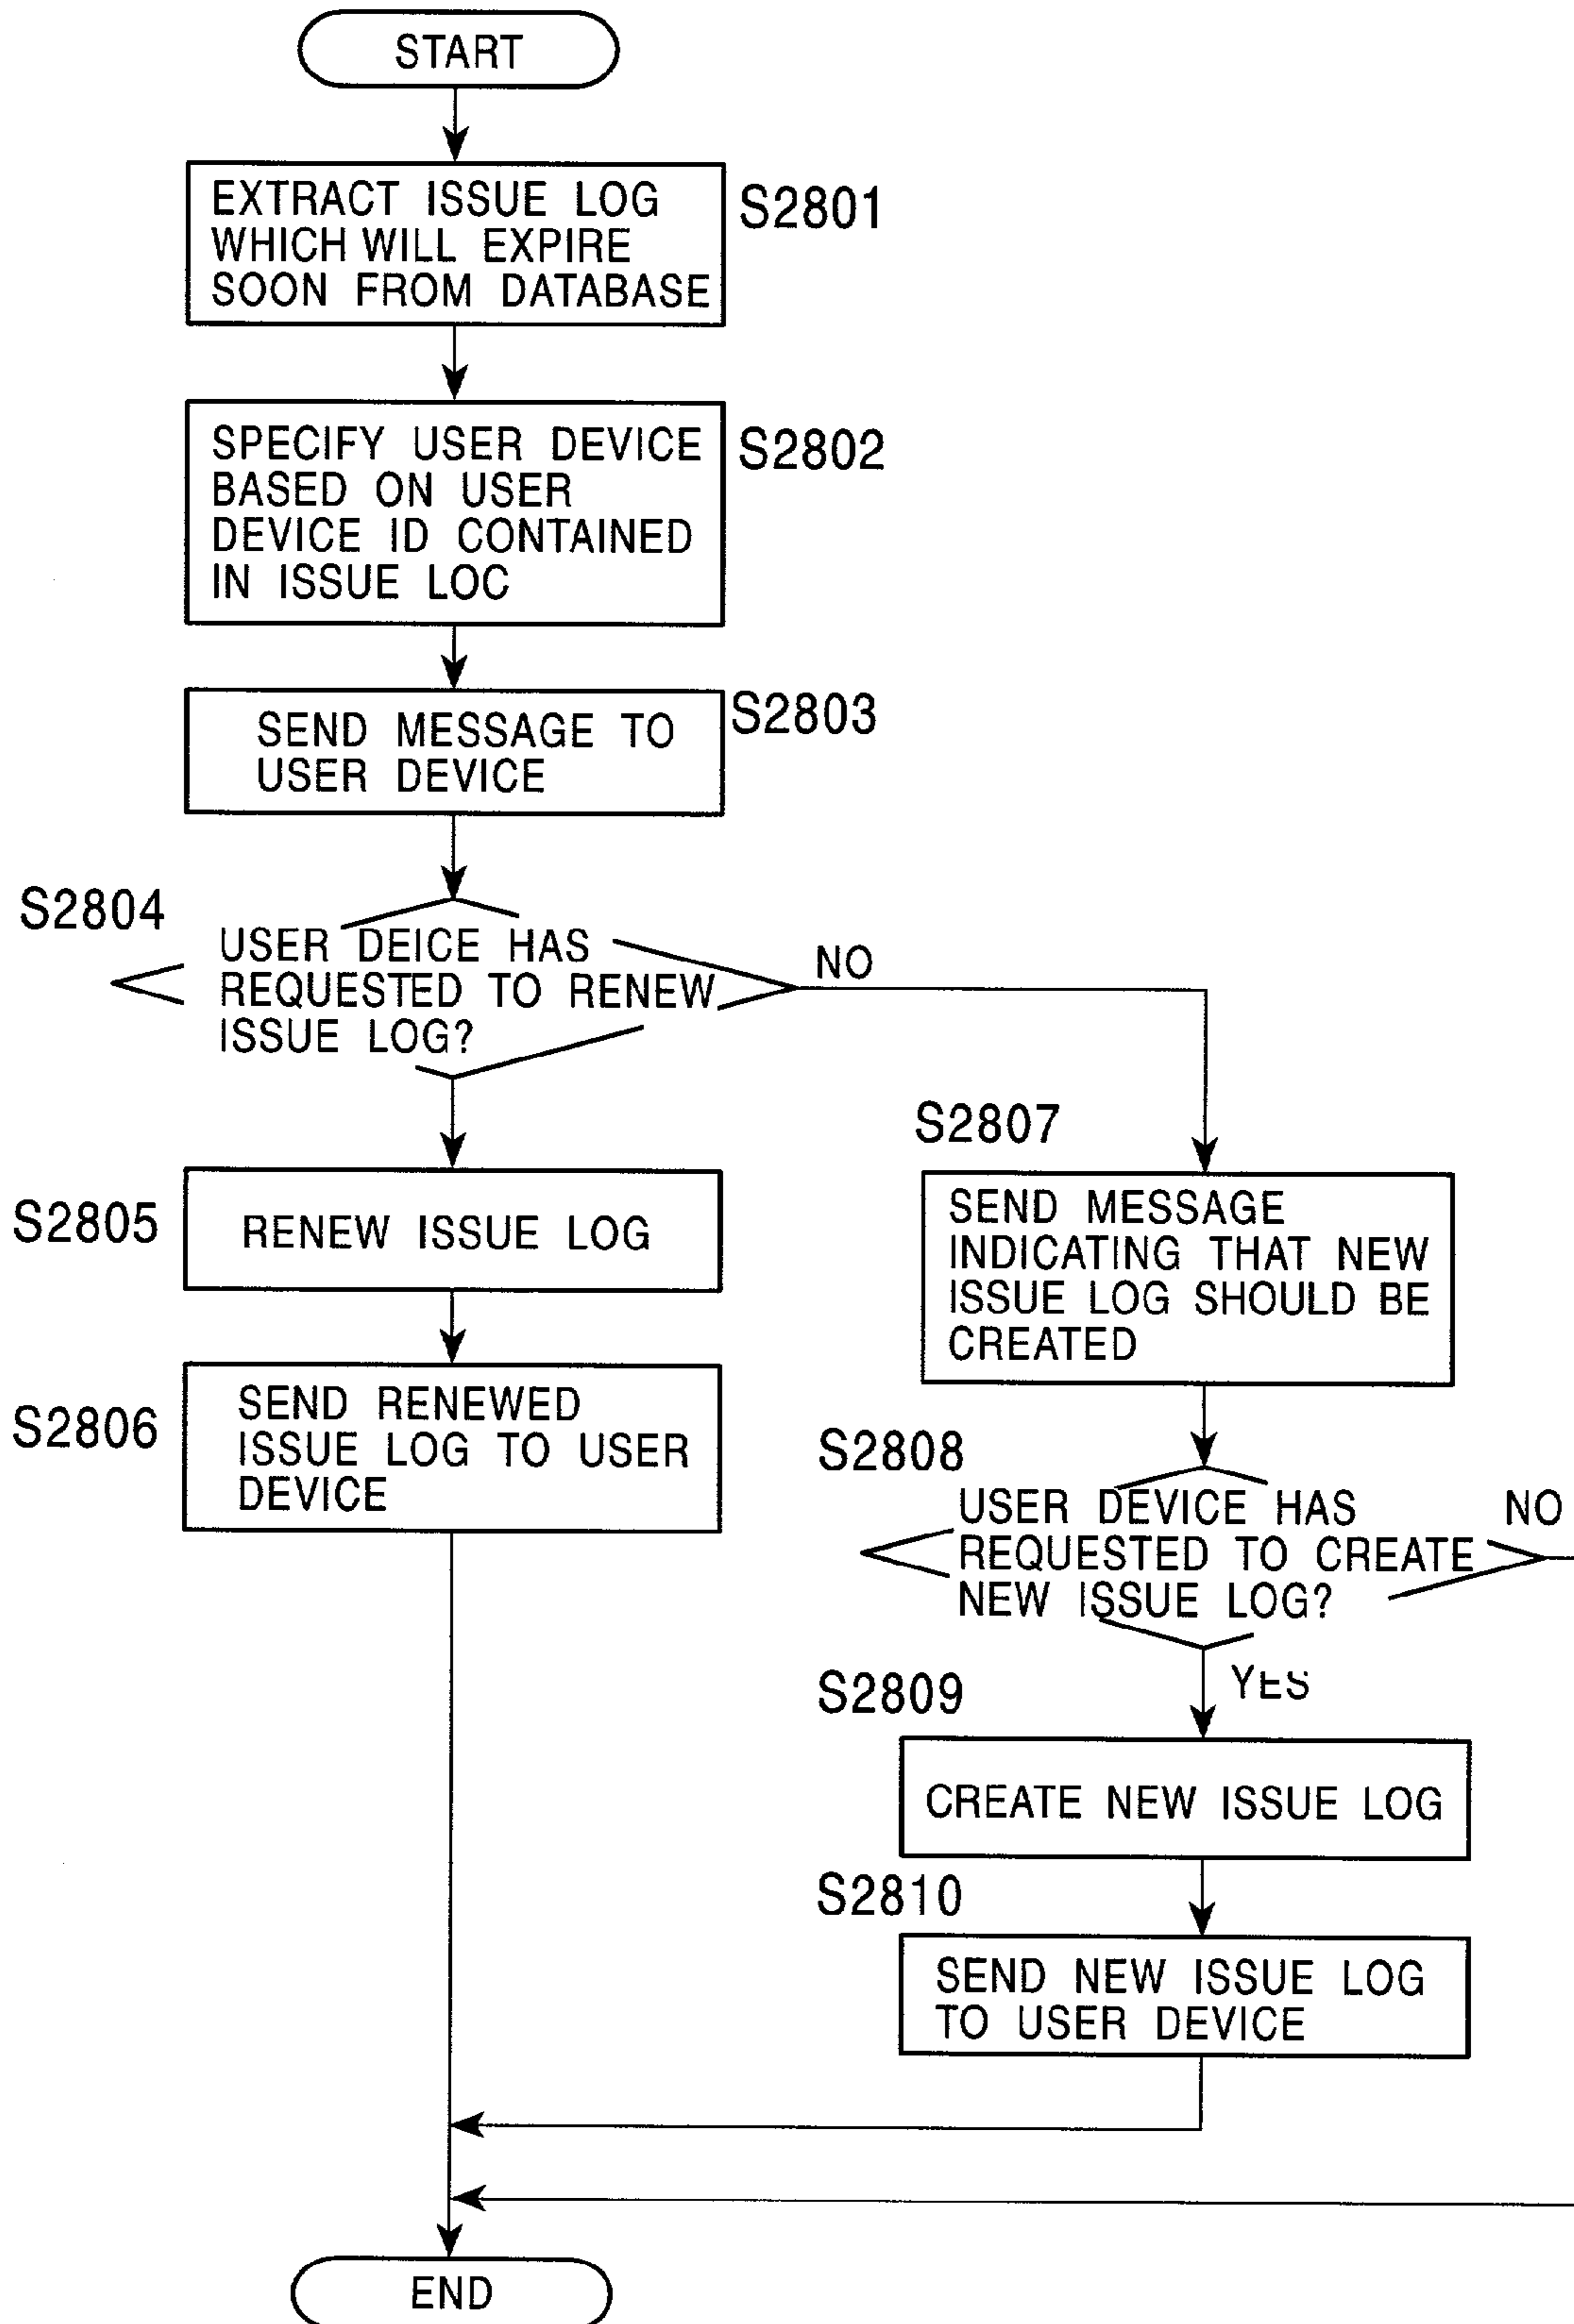 START
EXTRACT ISSUE LOG
WHICH WILL EXPIRE
SOON FROM DATABASE
S2801
SPECIFY USER DEVICE
BASED ON USER
DEVICE ID CONTAINED
IN ISSUE LOC
S2802
SEND MESSAGE TO
USER DEVICE
S2803
S2804
USER DEICE HAS
REQUESTED TO RENEW
ISSUE LOG?
NO
S2805
RENEW ISSUE LOG
S2806
SEND RENEWED
ISSUE LOG TO USER
DEVICE
S2807
SEND MESSAGE
INDICATING THAT NEW
ISSUE LOG SHOULD BE
CREATED
S2808
USER DEVICE HAS
REQUESTED TO CREATE
NEW ISSUE LOG?
NO
YES
S2809
CREATE NEW ISSUE LOG
S2810
SEND NEW ISSUE LOG
TO USER DEVICE
END